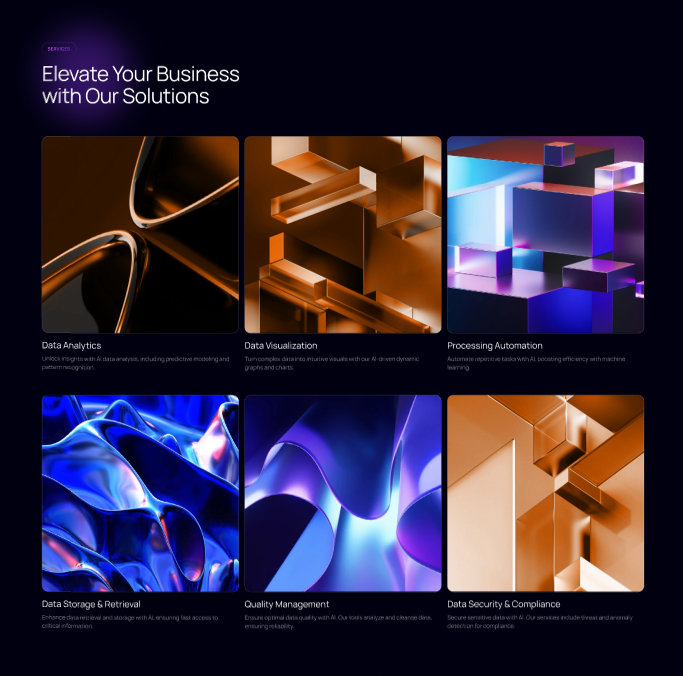 SERVICES
Elevate Your Business
with Our Solutions
Data Analytics
Unlock insights with AI data analysis, including predictive modeling and
pattern recognition.
Data Visualization
Turn complex data into intuitive visuals with our AI-driven dynamic
graphs and charts.
Processing Automation
Automate repetitive tasks with AI, boosting efficiency with machine
learning.
Data Storage & Retrieval
Enhance data retrieval and storage with AI, ensuring fast access to
critical information.
Quality Management
Ensure optimal data quality with AI. Our tools analyze and cleanse data,
ensuring reliability.
Data Security & Compliance
Secure sensitive data with AI. Our services include threat and anomaly
detection for compliance.